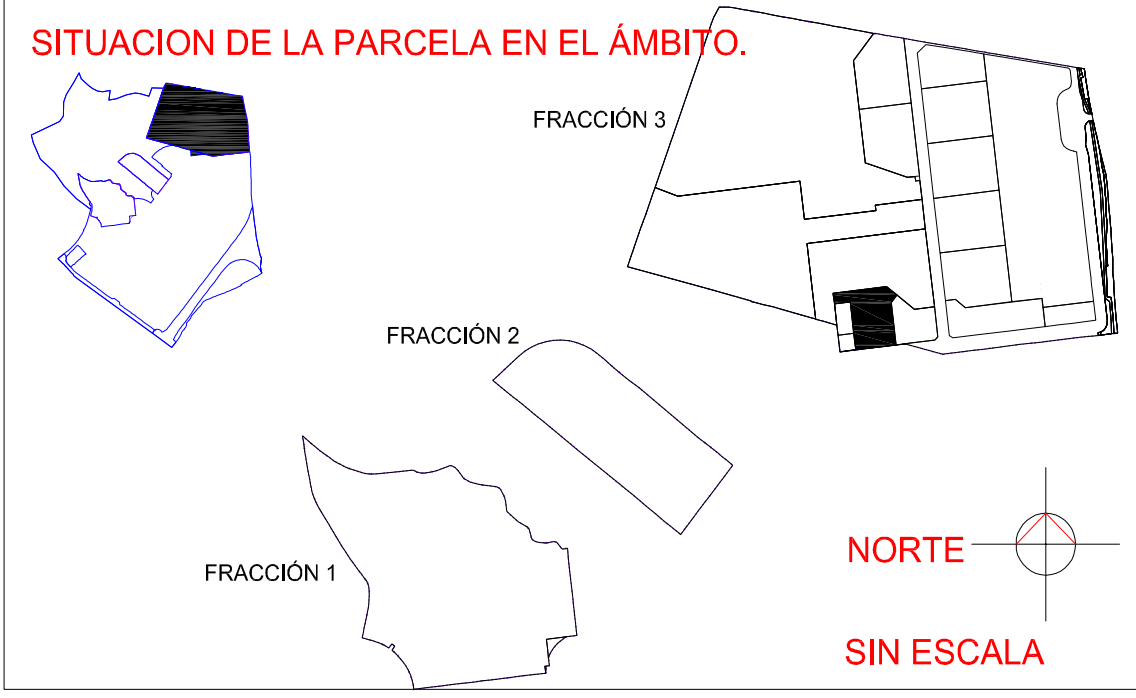 SITUACION DE LA PARCELA EN EL ÁMBITO.
FRACCIÓN 3
FRACCIÓN 2
FRACCIÓN 1
NORTE
SIN ESCALA